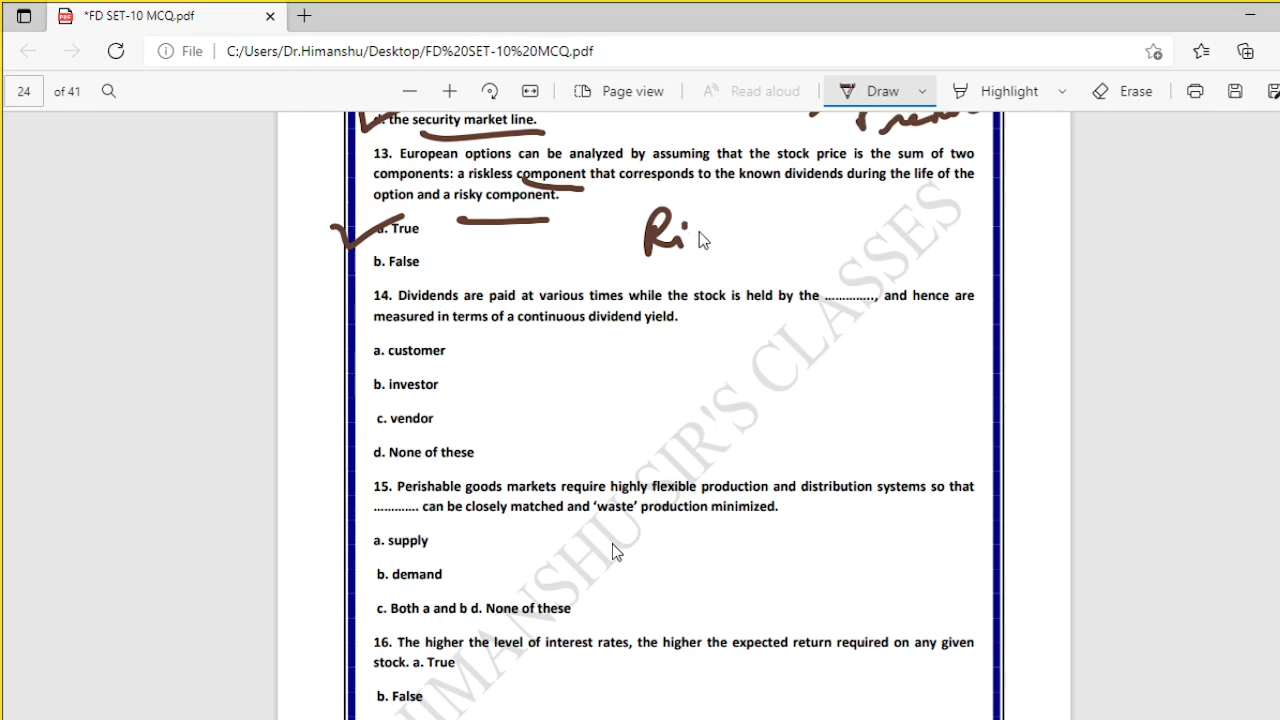 *FD SET-10 MCQ.pdf
File
C:/Users/Dr.Himanshu/Desktop/FD%20SET-10%20MCQ.pdf
24 of 41
Page view
Read aloud
Draw
Highlight
Erase
d. the security market line.
13. European options can be analyzed by assuming that the stock price is the sum of two
components: a riskless component that corresponds to the known dividends during the life of the
option and a risky component.
a. True
Ri
b. False
14. Dividends are paid at various times while the stock is held by the .............., and hence are
measured in terms of a continuous dividend yield.
a. customer
b. investor
c. vendor
d. None of these
15. Perishable goods markets require highly flexible production and distribution systems so that
............. can be closely matched and ‘waste’ production minimized.
a. supply
b. demand
c. Both a and b d. None of these
16. The higher the level of interest rates, the higher the expected return required on any given
stock. a. True
b. False
HIMANSHU SIR'S CLASSES